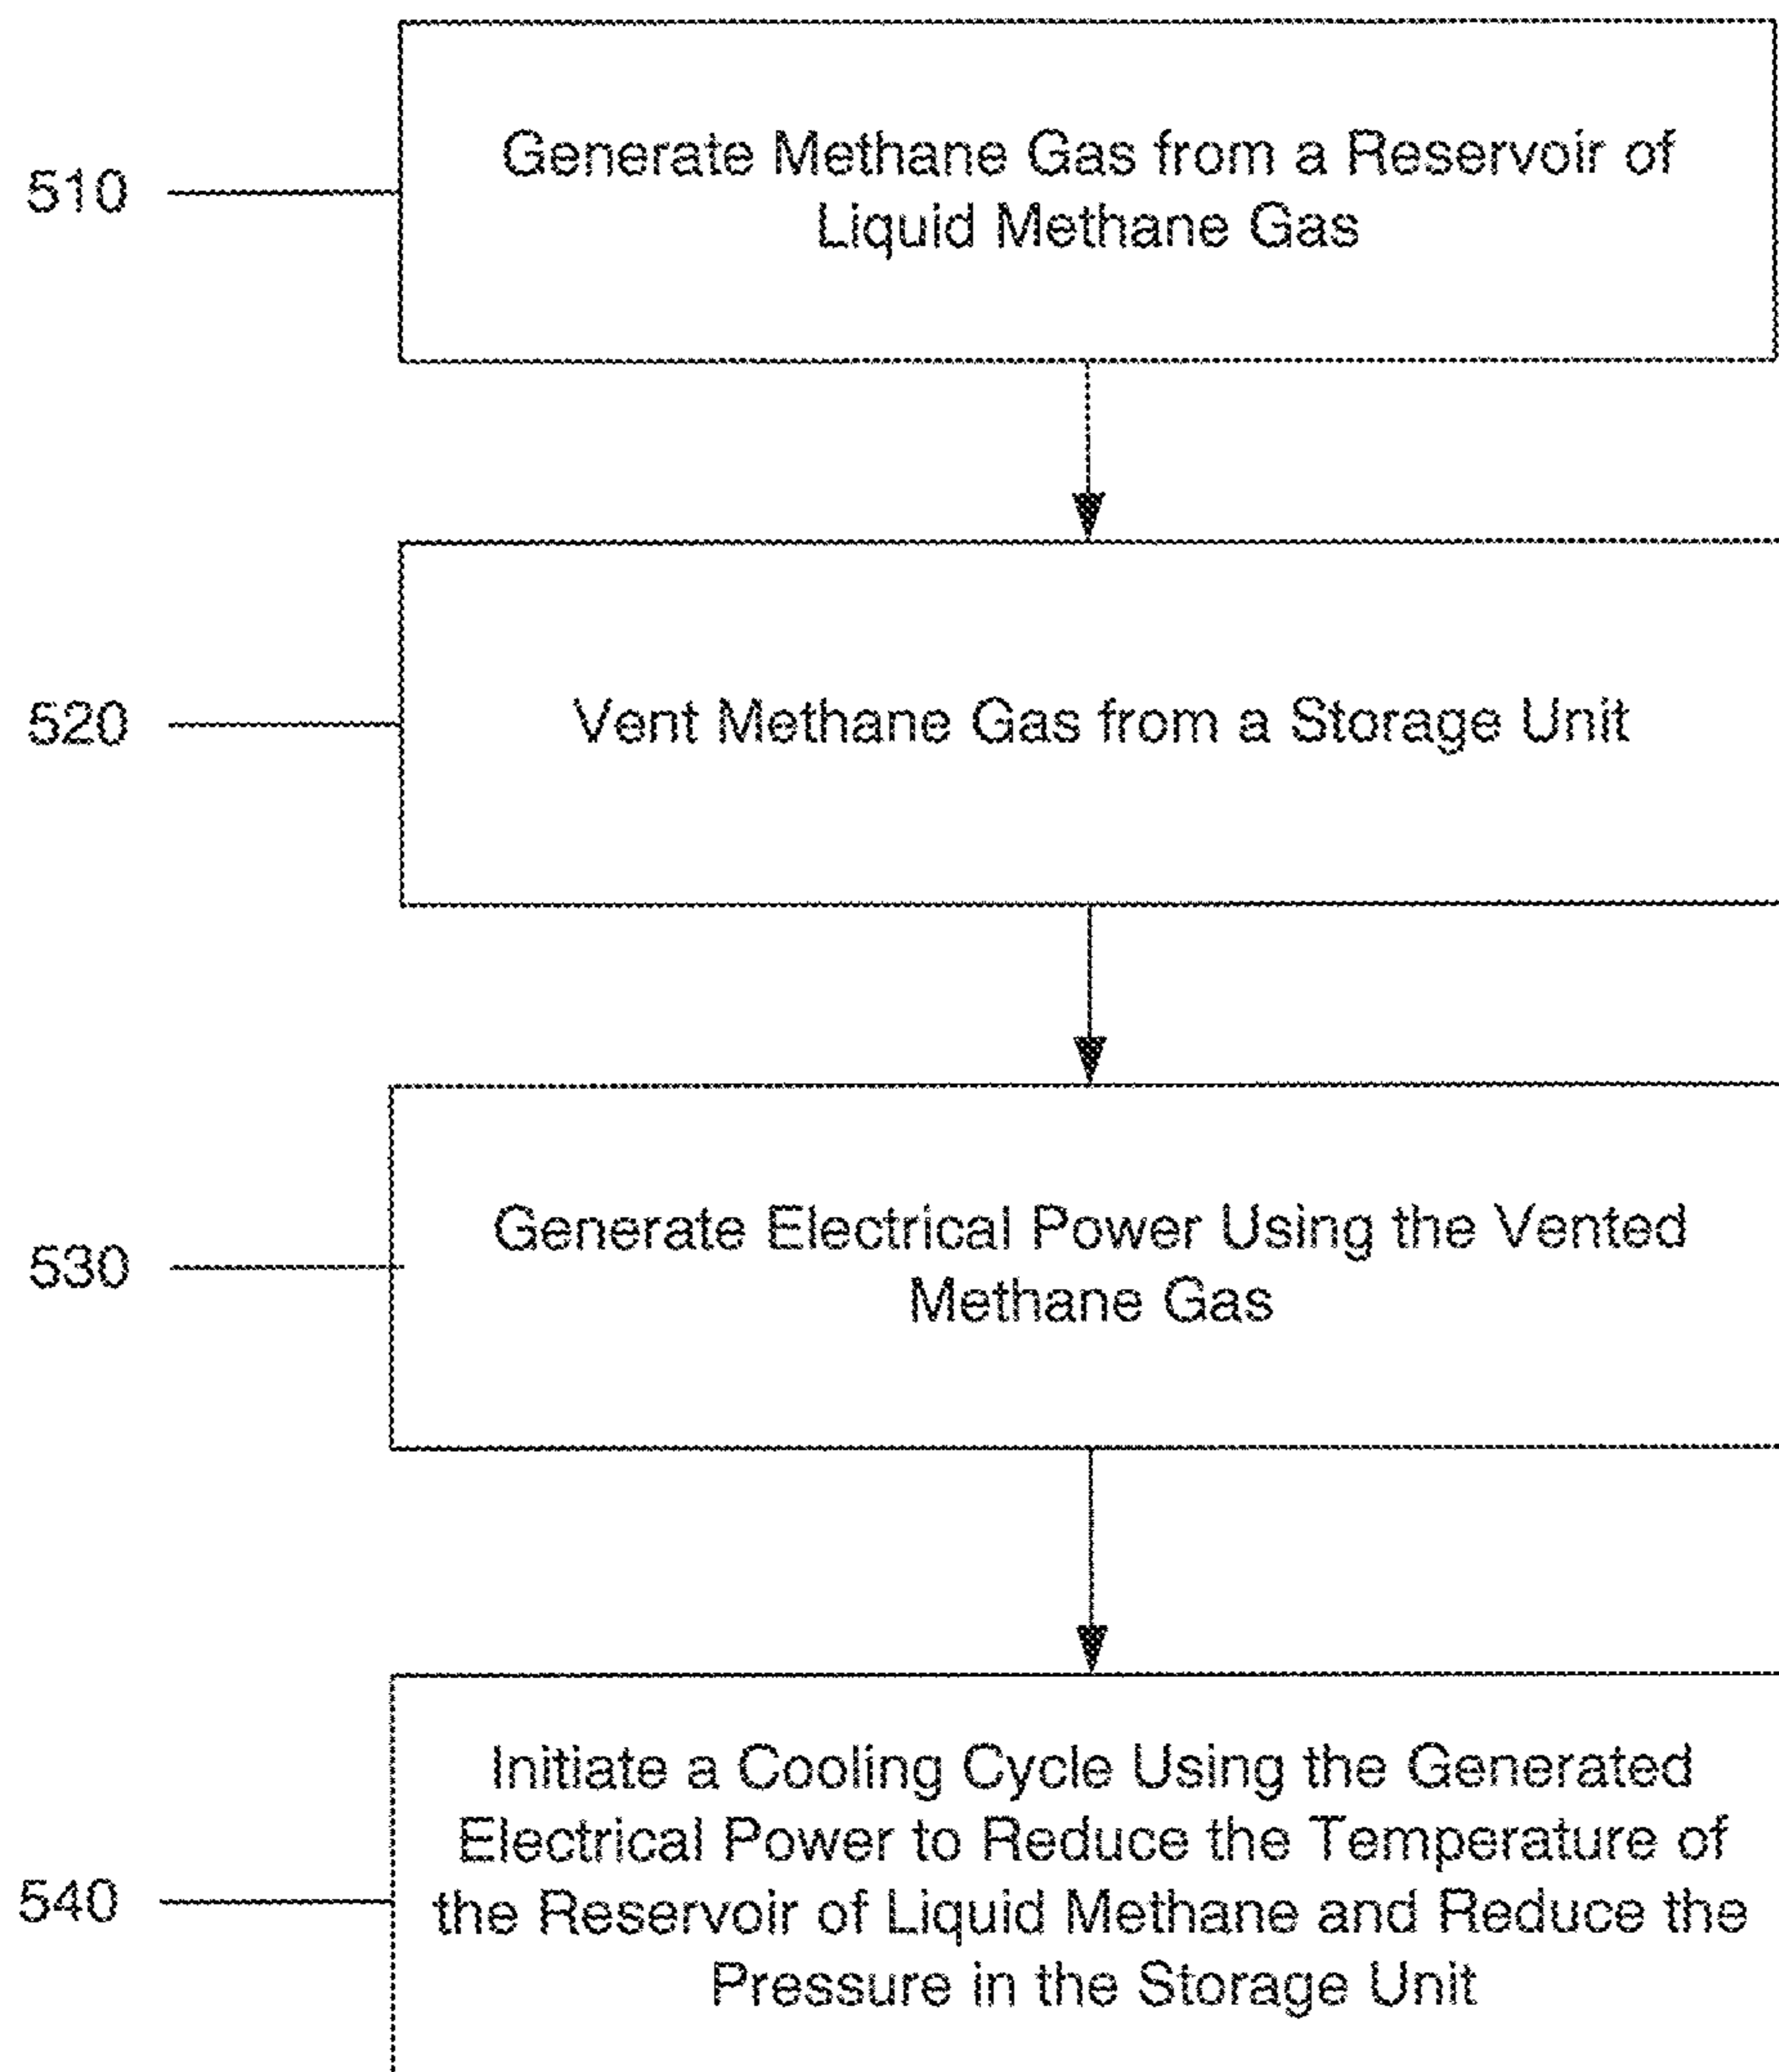 510
Generate Methane Gas from a Reservoir of
Liquid Methane Gas
520
Vent Methane Gas from a Storage Unit
530
Generate Electrical Power Using the Vented
Methane Gas
540
Initiate a Cooling Cycle Using the Generated
Electrical Power to Reduce the Temperature of
the Reservoir of Liquid Methane and Reduce the
Pressure in the Storage Unit